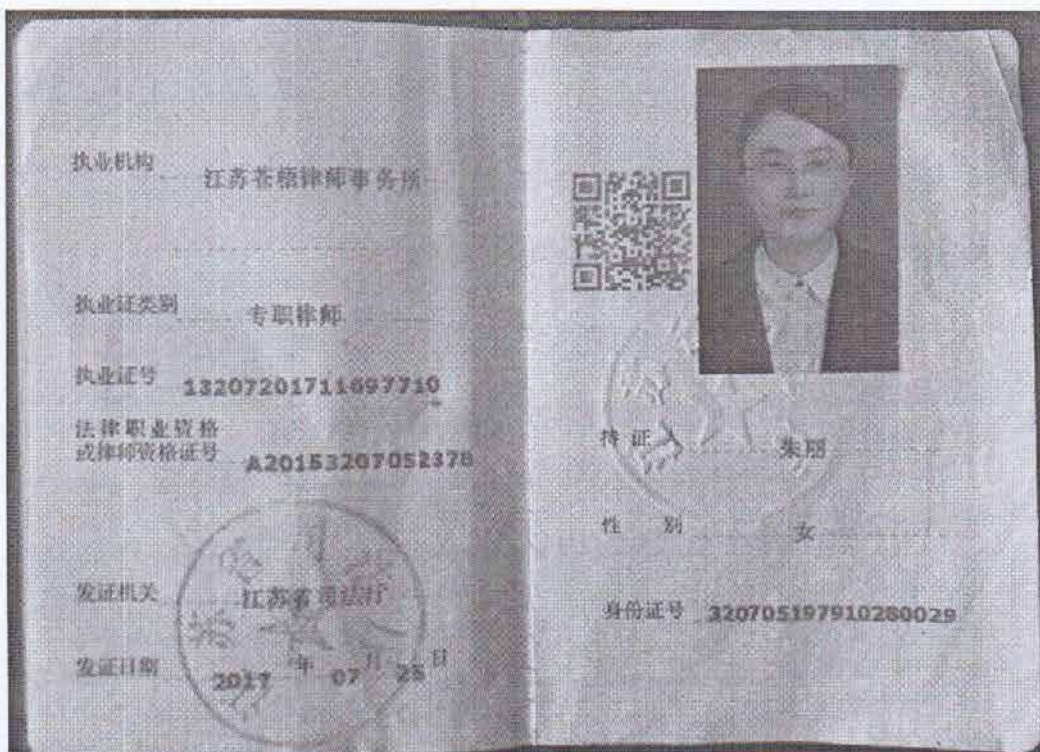 执业机构 江苏苍梧律师事务所
执业证类别 专职律师
执业证号 13207201711697710
法律职业资格
或律师资格证号 A20153207052378
发证机关 江苏省司法厅
发证日期 2017 年 07 月 25 日
持证人 朱丽
性别 女
身份证号 320705197910280029